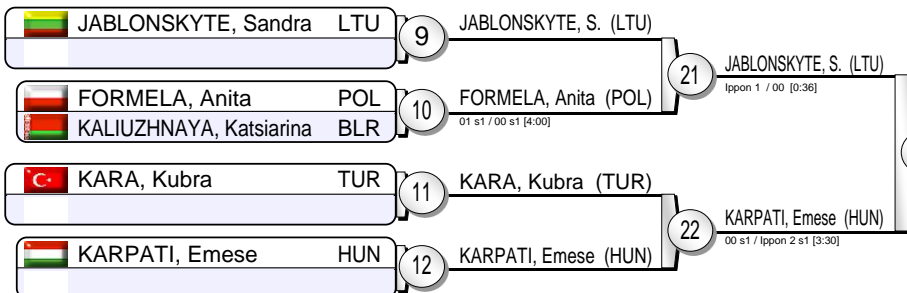 JABLONSKYTE, Sandra LTU
9
JABLONSKYTE, S. (LTU)
21
JABLONSKYTE, S. (LTU)
Ippon 1 / 00 [0:36]
FORMELA, Anita POL
KALIUZHNAYA, Katsiarina BLR
10
FORMELA, Anita (POL)
01 s1 / 00 s1 [4:00]
KARA, Kubra TUR
11
KARA, Kubra (TUR)
22
KARPATI, Emese (HUN)
00 s1 / Ippon 2 s1 [3:30]
KARPATI, Emese HUN
12
KARPATI, Emese (HUN)